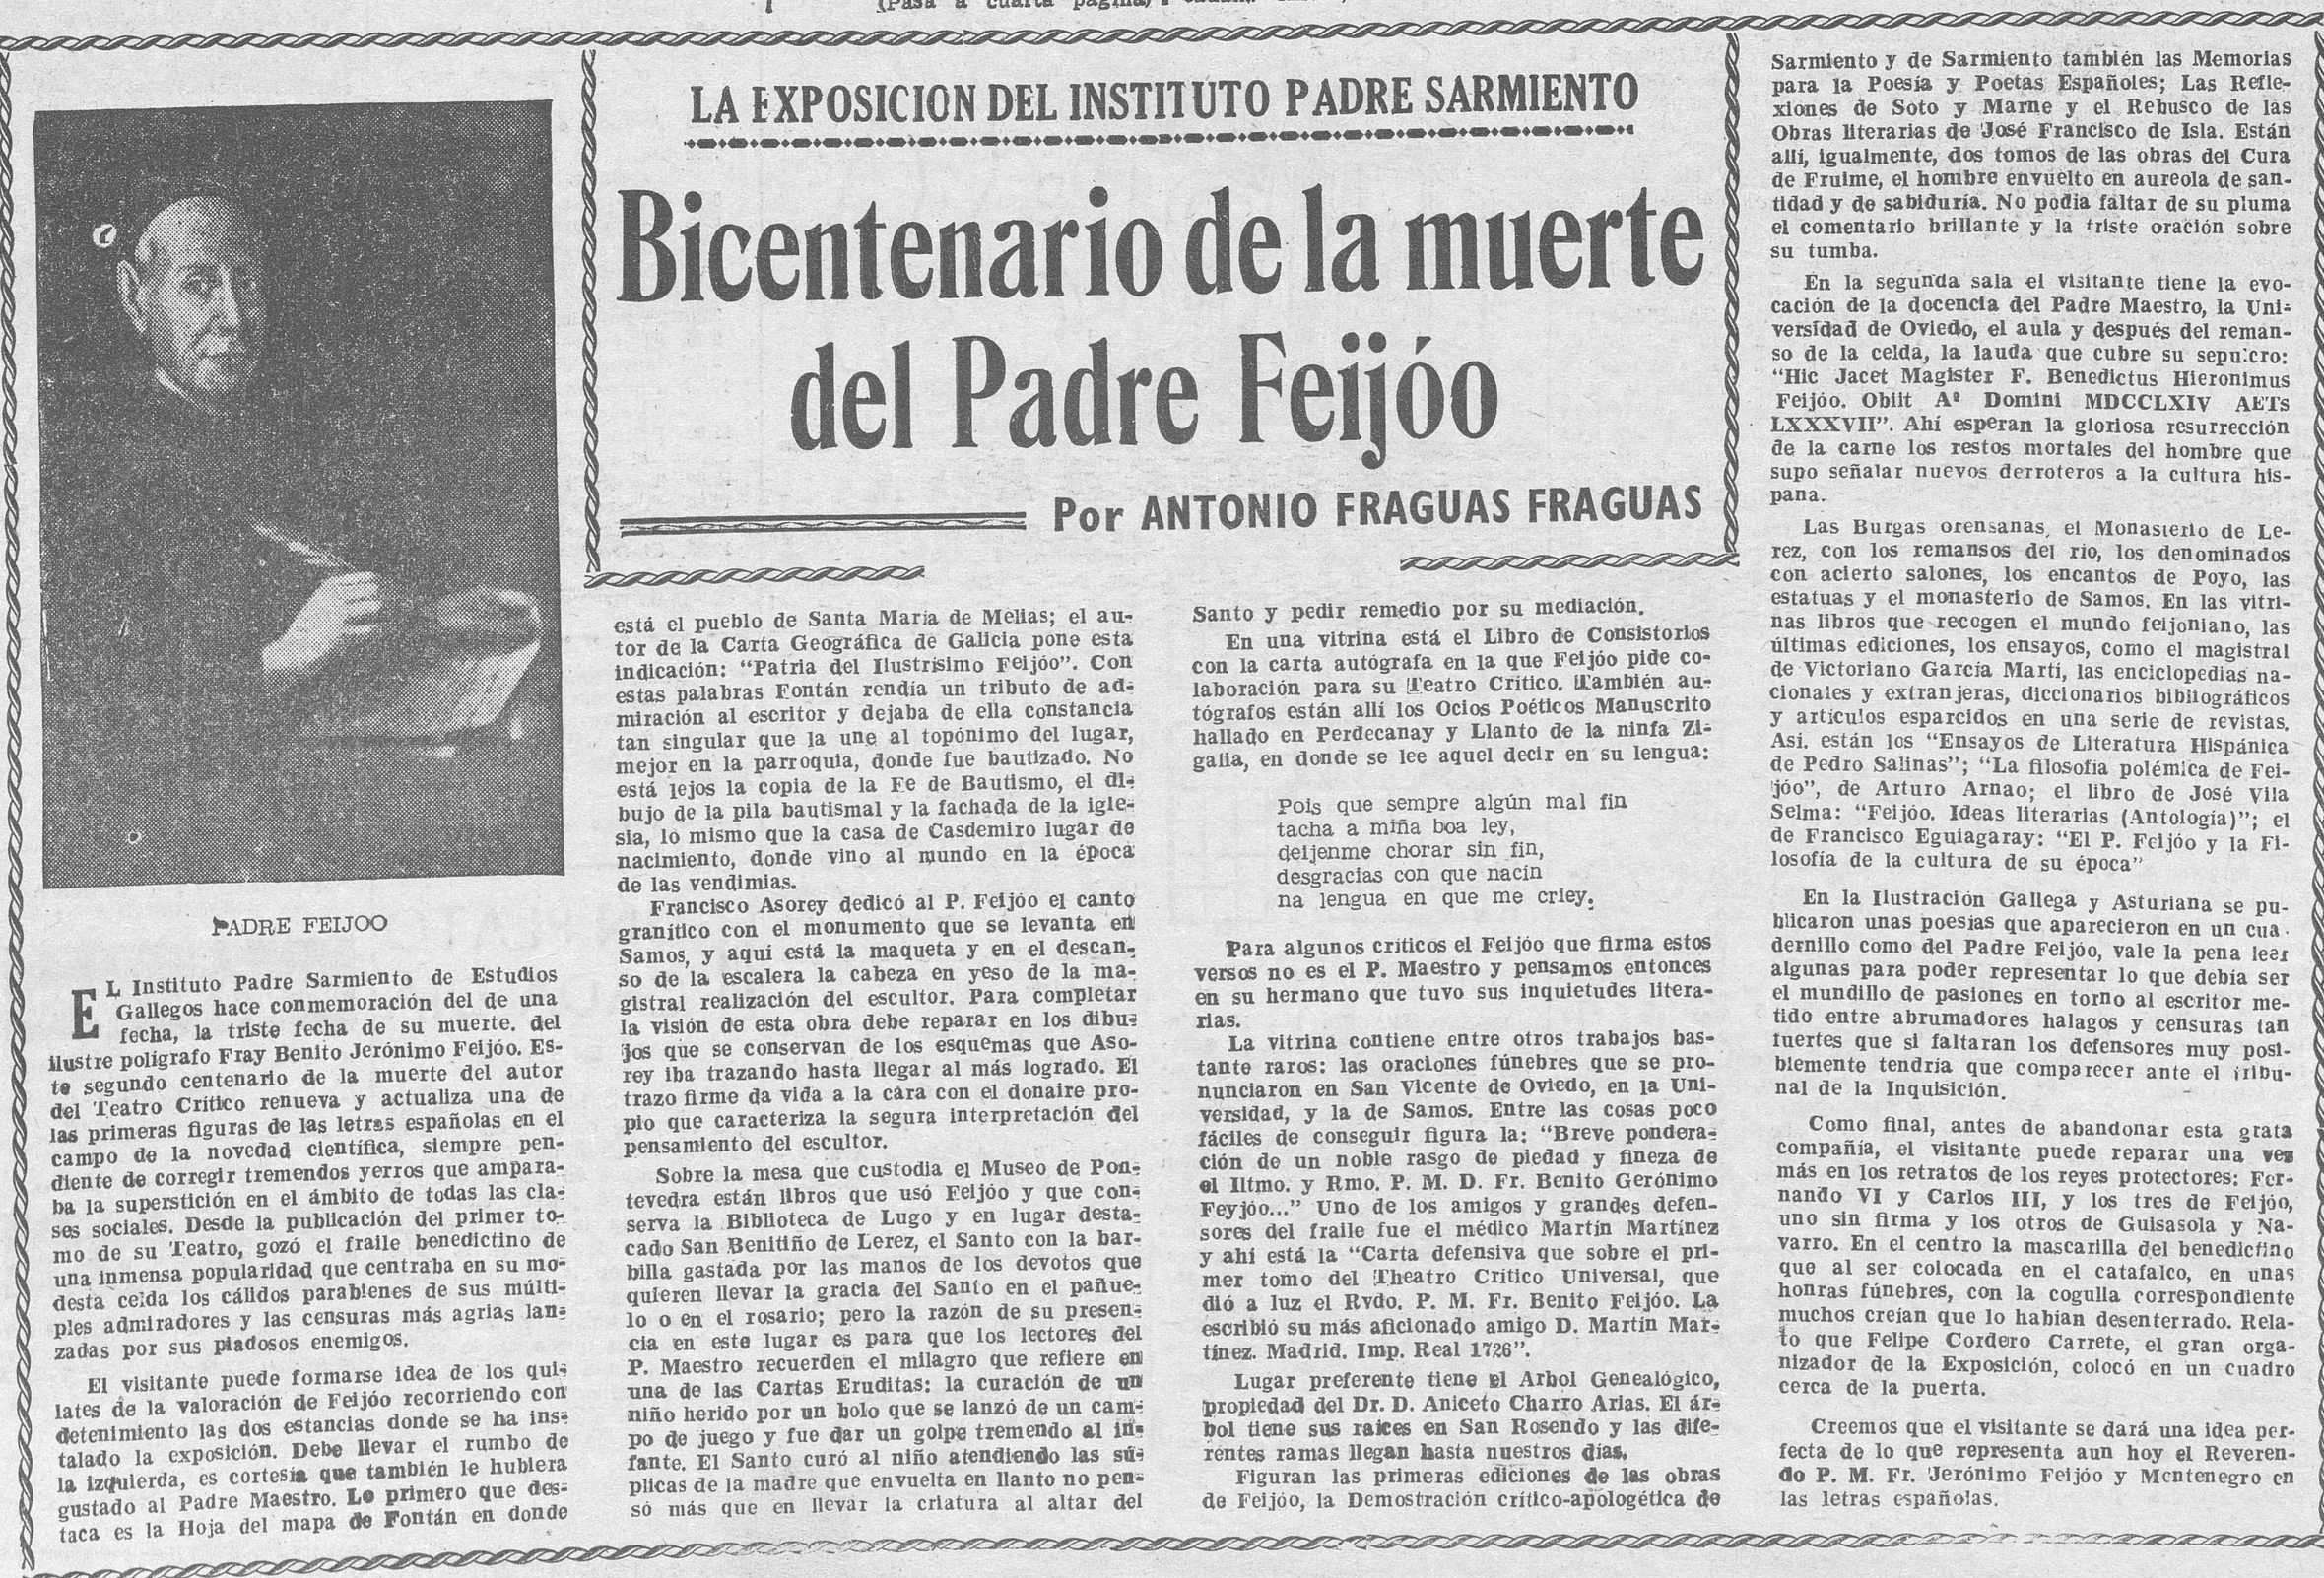 (Pasa a cuarta página)
LA EXPOSICION DEL INSTITUTO PADRE SARMIENTO
Bicentenario de la muerte
del Padre Feijóo
Por ANTONIO FRAGUAS FRAGUAS
PADRE FEIJOO
EL Instituto Padre Sarmiento de Estudios
Gallegos hace conmemoración del de una
fecha, la triste fecha de su muerte. del
ilustre polígrafo Fray Benito Jerónimo Feijóo. Es-
te segundo centenario de la muerte del autor
del Teatro Crítico renueva y actualiza una de
las primeras figuras de las letras españolas en el
campo de la novedad científica, siempre pen-
diente de corregir tremendos yerros que ampara-
ba la superstición en el ámbito de todas las cla-
ses sociales. Desde la publicación del primer to-
mo de su Teatro, gozó el fraile benedictino de
una inmensa popularidad que centraba en su mo-
desta celda los cálidos parabienes de sus múlti-
ples admiradores y las censuras más agrias lan-
zadas por sus piadosos enemigos.
El visitante puede formarse idea de los qui-
lates de la valoración de Feijóo recorriendo con
detenimiento las dos estancias donde se ha ins-
talado la exposición. Debe llevar el rumbo de
la izquierda, es cortesía que también le hubiera
gustado al Padre Maestro. Lo primero que des-
taca es la Hoja del mapa de Fontán en donde
está el pueblo de Santa María de Melias; el au-
tor de la Carta Geográfica de Galicia pone esta
indicación: "Patria del Ilustrísimo Feijóo". Con
estas palabras Fontán rendía un tributo de ad-
miración al escritor y dejaba de ella constancia
tan singular que la une al topónimo del lugar,
mejor en la parroquia, donde fue bautizado. No
está lejos la copia de la Fe de Bautismo, el di-
bujo de la pila bautismal y la fachada de la igle-
sia, lo mismo que la casa de Casdemiro lugar de
nacimiento, donde vino al mundo en la época
de las vendimias.
Francisco Asorey dedicó al P. Feijóo el canto
granítico con el monumento que se levanta en
Samos, y aquí está la maqueta y en el descan-
so de la escalera la cabeza en yeso de la ma-
gistral realización del escultor. Para completar
la visión de esta obra debe reparar en los dibu-
jos que se conservan de los esquemas que Aso-
rey iba trazando hasta llegar al más logrado. El
trazo firme da vida a la cara con el donaire pro-
pio que caracteriza la segura interpretación del
pensamiento del escultor.
Sobre la mesa que custodia el Museo de Pon-
tevedra están libros que usó Feijóo y que con-
serva la Biblioteca de Lugo y en lugar desta-
cado San Benitiño de Lerez, el Santo con la bar-
billa gastada por las manos de los devotos que
quieren llevar la gracia del Santo en el pañue-
lo o en el rosario; pero la razón de su presen-
cia en este lugar es para que los lectores del
P. Maestro recuerden el milagro que refiere en
una de las Cartas Eruditas: la curación de un
niño herido por un bolo que se lanzó de un cam-
po de juego y fue dar un golpe tremendo al in-
fante. El Santo curó al niño atendiendo las sú-
plicas de la madre que envuelta en llanto no pen-
só más que en llevar la criatura al altar del
Santo y pedir remedio por su mediación.
En una vitrina está el Libro de Consistorios
con la carta autógrafa en la que Feijóo pide co-
laboración para su Teatro Crítico. También au-
tógrafos están allí los Ocios Poéticos Manuscrito
hallado en Perdecanay y Llanto de la ninfa Zi-
galia, en donde se lee aquel decir en su lengua:
Pois que sempre algún mal fin
tacha a miña boa ley,
deijenme chorar sin fin,
desgracias con que nacín
na lengua en que me criey.
Para algunos críticos el Feijóo que firma estos
versos no es el P. Maestro y pensamos entonces
en su hermano que tuvo sus inquietudes litera-
rias.
La vitrina contiene entre otros trabajos bas-
tante raros: las oraciones fúnebres que se pro-
nunciaron en San Vicente de Oviedo, en la Uni-
versidad, y la de Samos. Entre las cosas poco
fáciles de conseguir figura la: "Breve pondera-
ción de un noble rasgo de piedad y fineza de
el Iltmo. y Rmo. P. M. D. Fr. Benito Gerónimo
Feyjóo..." Uno de los amigos y grandes defen-
sores del fraile fue el médico Martín Martínez
y ahí está la "Carta defensiva que sobre el pri-
mer tomo del Theatro Crítico Universal, que
dió a luz el Rvdo. P. M. Fr. Benito Feijóo. La
escribió su más aficionado amigo D. Martín Mar-
tínez. Madrid. Imp. Real 1726".
Lugar preferente tiene el Arbol Genealógico,
propiedad del Dr. D. Aniceto Charro Arias. El ár-
bol tiene sus raíces en San Rosendo y las dife-
rentes ramas llegan hasta nuestros días.
Figuran las primeras ediciones de las obras
de Feijóo, la Demostración crítico-apologética de
Sarmiento y de Sarmiento también las Memorias
para la Poesía y Poetas Españoles; Las Refle-
xiones de Soto y Marne y el Rebusco de las
Obras literarias de José Francisco de Isla. Están
allí, igualmente, dos tomos de las obras del Cura
de Fruime, el hombre envuelto en aureola de san-
tidad y de sabiduría. No podía faltar de su pluma
el comentario brillante y la triste oración sobre
su tumba.
En la segunda sala el visitante tiene la evo-
cación de la docencia del Padre Maestro, la Uni-
versidad de Oviedo, el aula y después del reman-
so de la celda, la lauda que cubre su sepulcro:
"Hic Jacet Magister F. Benedictus Hieronimus
Feijóo. Obiit Aº Domini MDCCLXIV AETs
LXXXVII". Ahí esperan la gloriosa resurrección
de la carne los restos mortales del hombre que
supo señalar nuevos derroteros a la cultura his-
pana.
Las Burgas orensanas, el Monasterio de Le-
rez, con los remansos del río, los denominados
con acierto salones, los encantos de Poyo, las
estatuas y el monasterio de Samos. En las vitri-
nas libros que recogen el mundo feijoniano, las
últimas ediciones, los ensayos, como el magistral
de Victoriano García Martí, las enciclopedias na-
cionales y extranjeras, diccionarios bibliográficos
y artículos esparcidos en una serie de revistas.
Asi. están los "Ensayos de Literatura Hispánica
de Pedro Salinas"; "La filosofía polémica de Fei-
jóo", de Arturo Arnao; el libro de José Vila
Selma: "Feijóo. Ideas literarias (Antología)"; el
de Francisco Eguiagaray: "El P. Feijóo y la Fi-
losofía de la cultura de su época"
En la Ilustración Gallega y Asturiana se pu-
blicaron unas poesías que aparecieron en un cua-
dernillo como del Padre Feijóo, vale la pena leer
algunas para poder representar lo que debía ser
el mundillo de pasiones en torno al escritor me-
tido entre abrumadores halagos y censuras tan
fuertes que si faltaran los defensores muy posi-
blemente tendría que comparecer ante el tribu-
nal de la Inquisición.
Como final, antes de abandonar esta grata
compañía, el visitante puede reparar una vez
más en los retratos de los reyes protectores: Fer-
nando VI y Carlos III, y los tres de Feijóo,
uno sin firma y los otros de Guisasola y Na-
varro. En el centro la mascarilla del benedictino
que al ser colocada en el catafalco, en unas
honras fúnebres, con la cogulla correspondiente
muchos creían que lo habían desenterrado. Rela-
to que Felipe Cordero Carrete, el gran orga-
nizador de la Exposición, colocó en un cuadro
cerca de la puerta.
Creemos que el visitante se dará una idea per-
fecta de lo que representa aun hoy el Reveren-
do P. M. Fr. Jerónimo Feijóo y Montenegro en
las letras españolas.